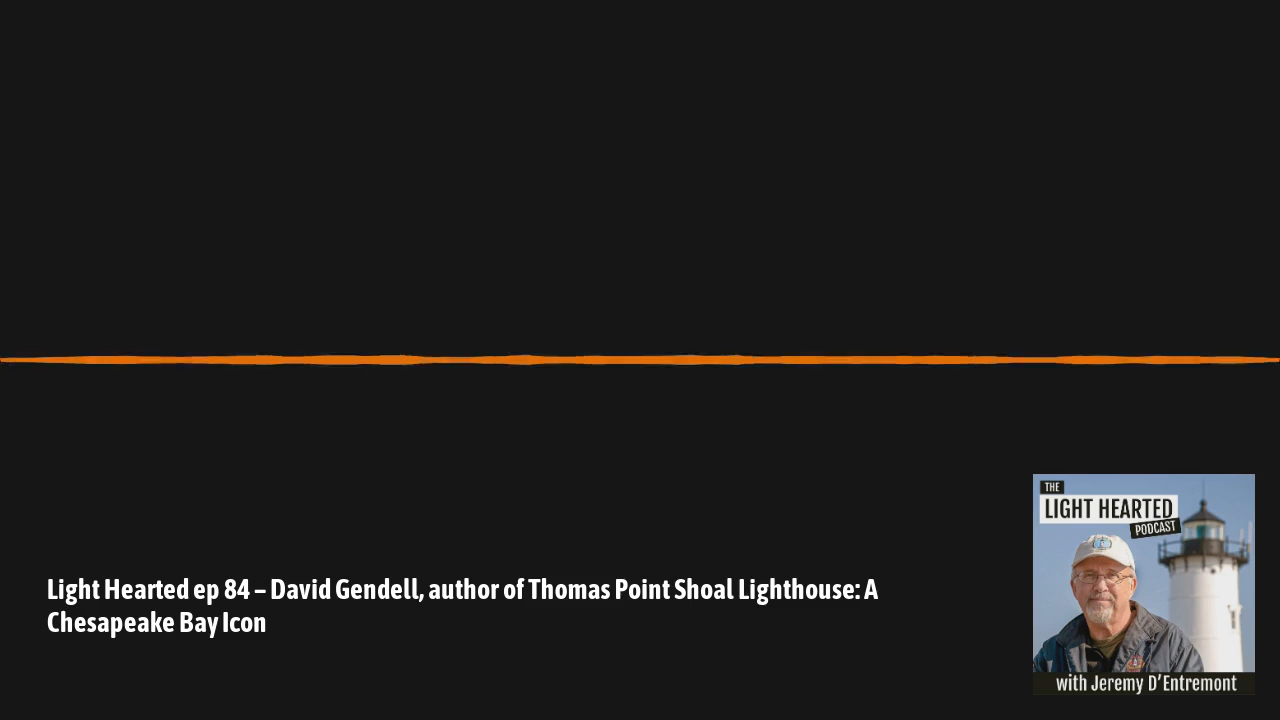 Light Hearted ep 84 – David Gendell, author of Thomas Point Shoal Lighthouse: A
Chesapeake Bay Icon
THE
LIGHT HEARTED
PODCAST
with Jeremy D'Entremont